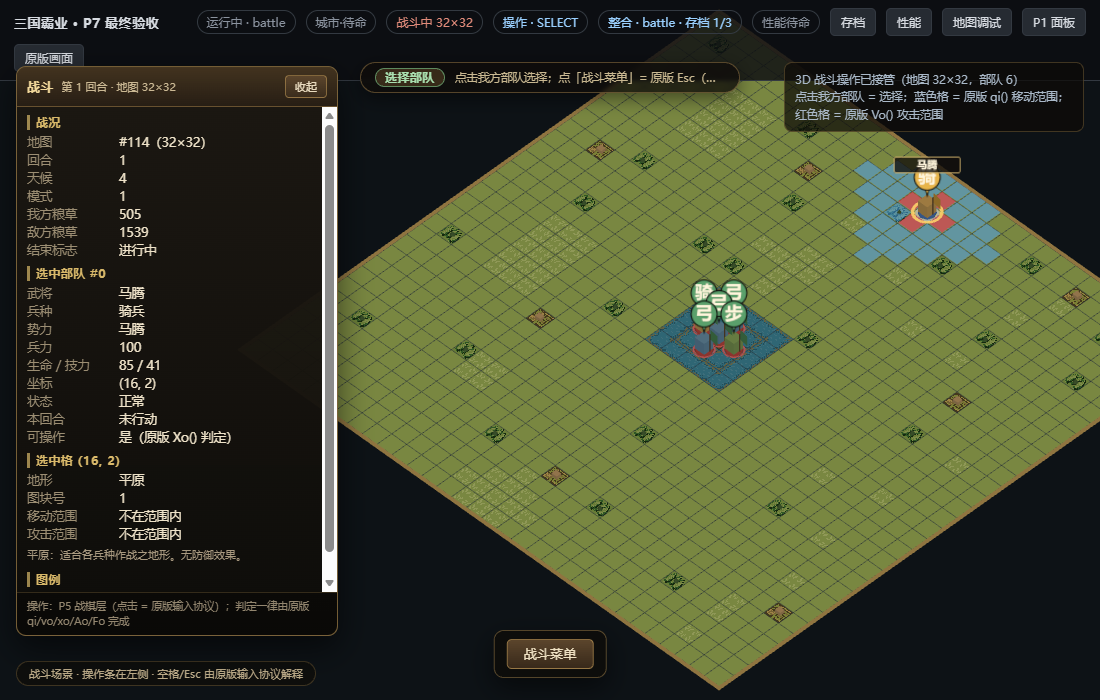 三国霸业 · P7 最终验收
运行中 · battle
城市·待命
战斗中 32×32
操作 · SELECT
整合 · battle · 存档 1/3
性能待命
存档
性能
地图调试
P1 面板
原版画面
战斗 第 1 回合 · 地图 32×32
收起
战况
地图 #114（32×32）
回合 1
天候 4
模式 1
我方粮草 505
敌方粮草 1539
结束标志 进行中
选中部队 #0
武将 马腾
兵种 骑兵
势力 马腾
兵力 100
生命 / 技力 85 / 41
坐标 (16, 2)
状态 正常
本回合 未行动
可操作 是（原版 Xo() 判定）
选中格 (16, 2)
地形 平原
图块号 1
移动范围 不在范围内
攻击范围 不在范围内
平原：适合各兵种作战之地形。无防御效果。
图例
操作：P5 战棋层（点击 = 原版输入协议）；判定一律由原版
qi/vo/xo/Ao/Fo 完成
战斗场景 · 操作条在左侧 · 空格/Esc 由原版输入协议解释
选择部队 点击我方部队选择；点「战斗菜单」= 原版 Esc（...
3D 战斗操作已接管（地图 32×32，部队 6）
点击我方部队 = 选择；蓝色格 = 原版 qi() 移动范围；
红色格 = 原版 Vo() 攻击范围
马腾
骑
骑
弓
弓
弓
步
战斗菜单